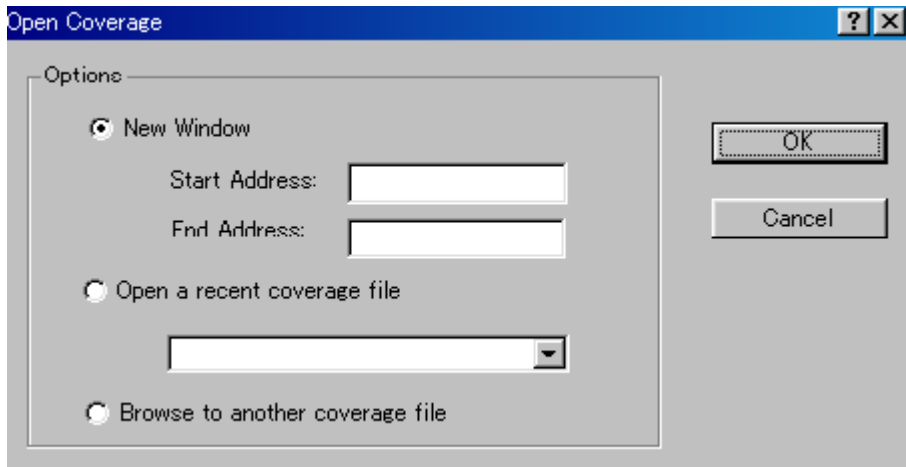 Open Coverage
Options
New Window
Start Address:
End Address:
Open a recent coverage file
Browse to another coverage file
OK
Cancel